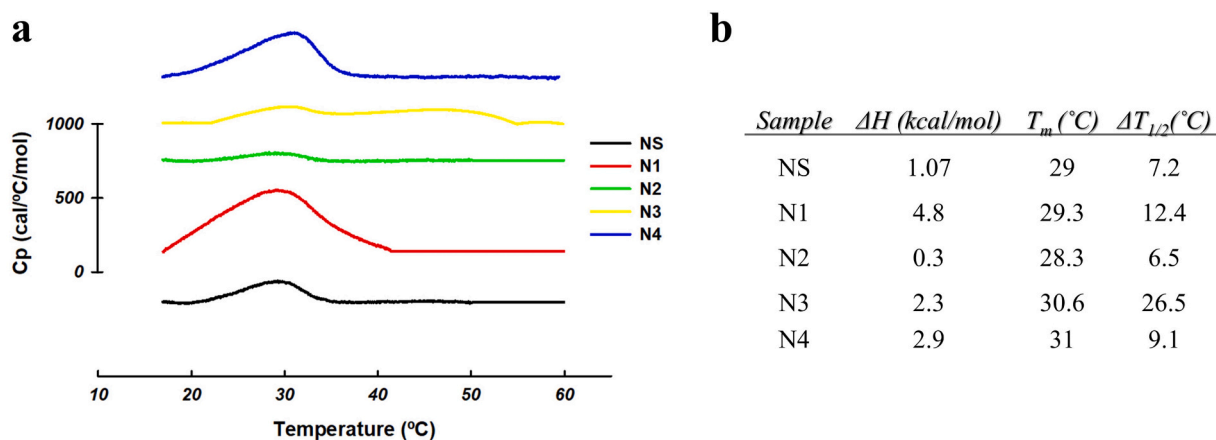 a
1000
500
0
Cp (cal/ºC/mol)
10 20 30 40 50 60
Temperature (ºC)
NS
N1
N2
N3
N4
b
Sample ΔH (kcal/mol) Tm (˚C) ΔT1/2(˚C)
NS 1.07 29 7.2
N1 4.8 29.3 12.4
N2 0.3 28.3 6.5
N3 2.3 30.6 26.5
N4 2.9 31 9.1